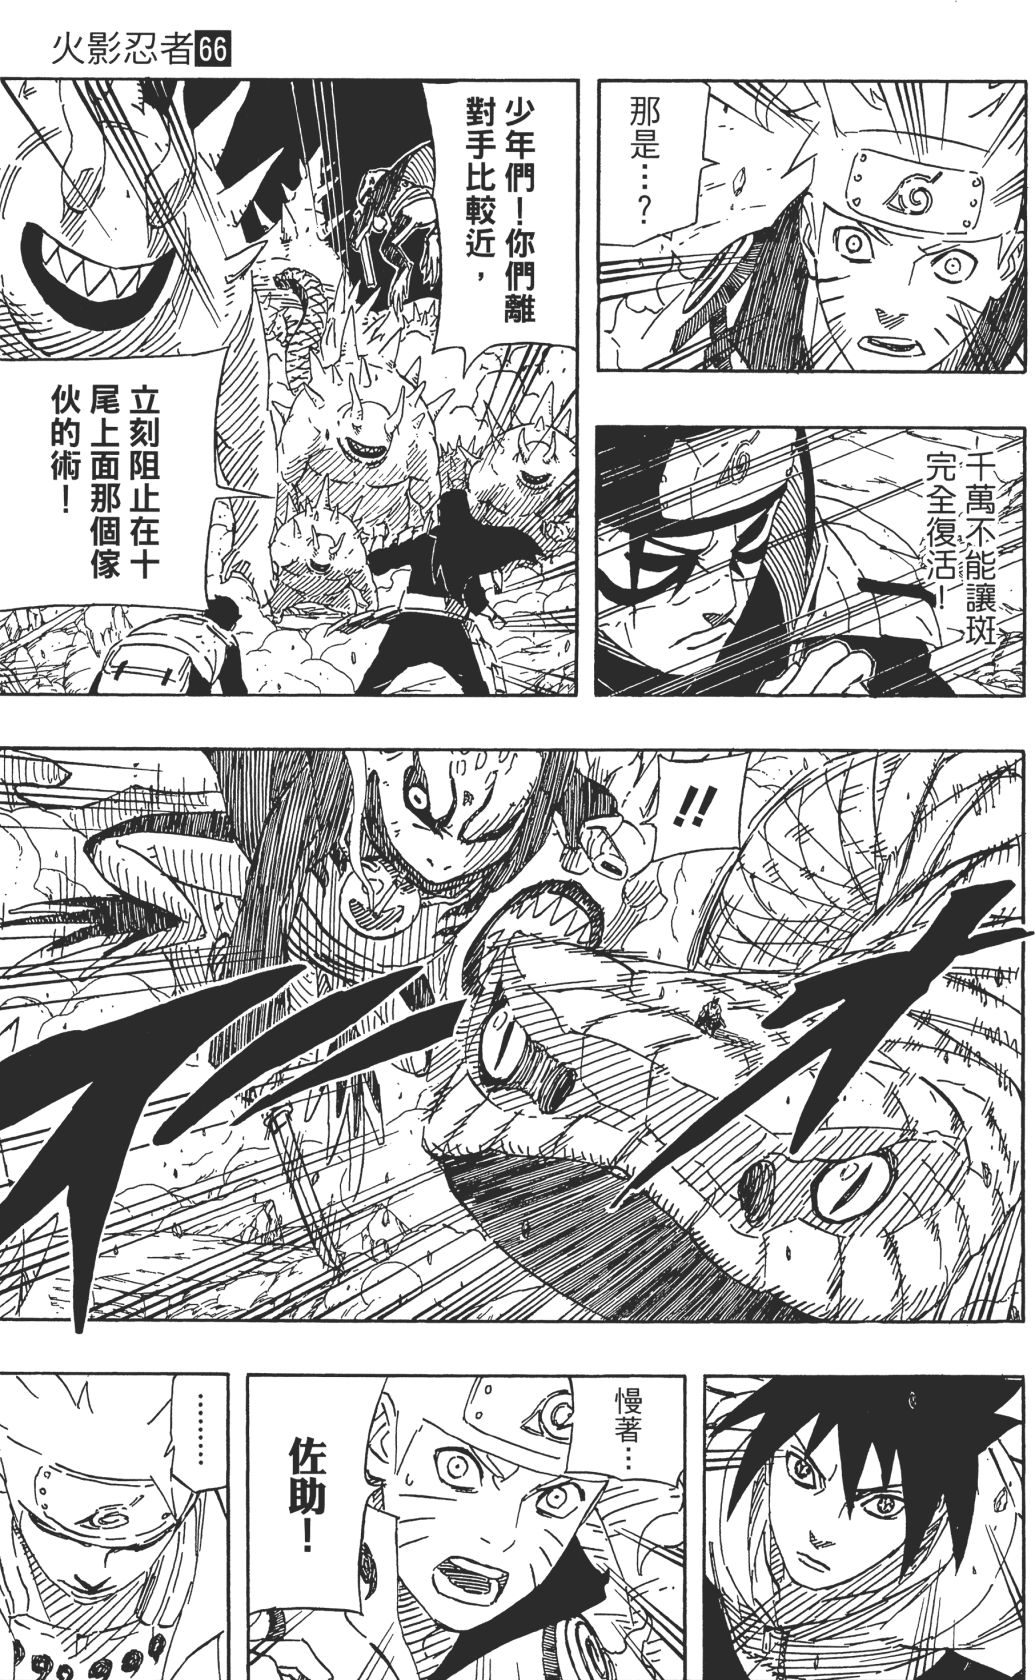 火影忍者66
那是…?
千萬不能讓斑
完全復活!
少年們!你們離
對手比較近，
立刻阻止在十
尾上面那個傢
伙的術!
!!
慢著…
佐助!
………